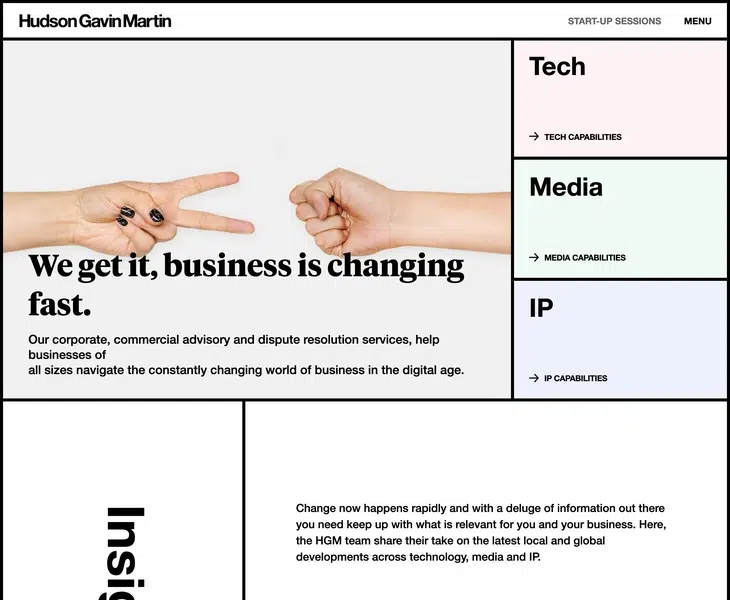 Hudson Gavin Martin
START-UP SESSIONS
MENU
We get it, business is changing
fast.
Our corporate, commercial advisory and dispute resolution services, help
businesses of
all sizes navigate the constantly changing world of business in the digital age.
Tech
→ TECH CAPABILITIES
Media
→ MEDIA CAPABILITIES
IP
→ IP CAPABILITIES
Insig
Change now happens rapidly and with a deluge of information out there
you need keep up with what is relevant for you and your business. Here,
the HGM team share their take on the latest local and global
developments across technology, media and IP.